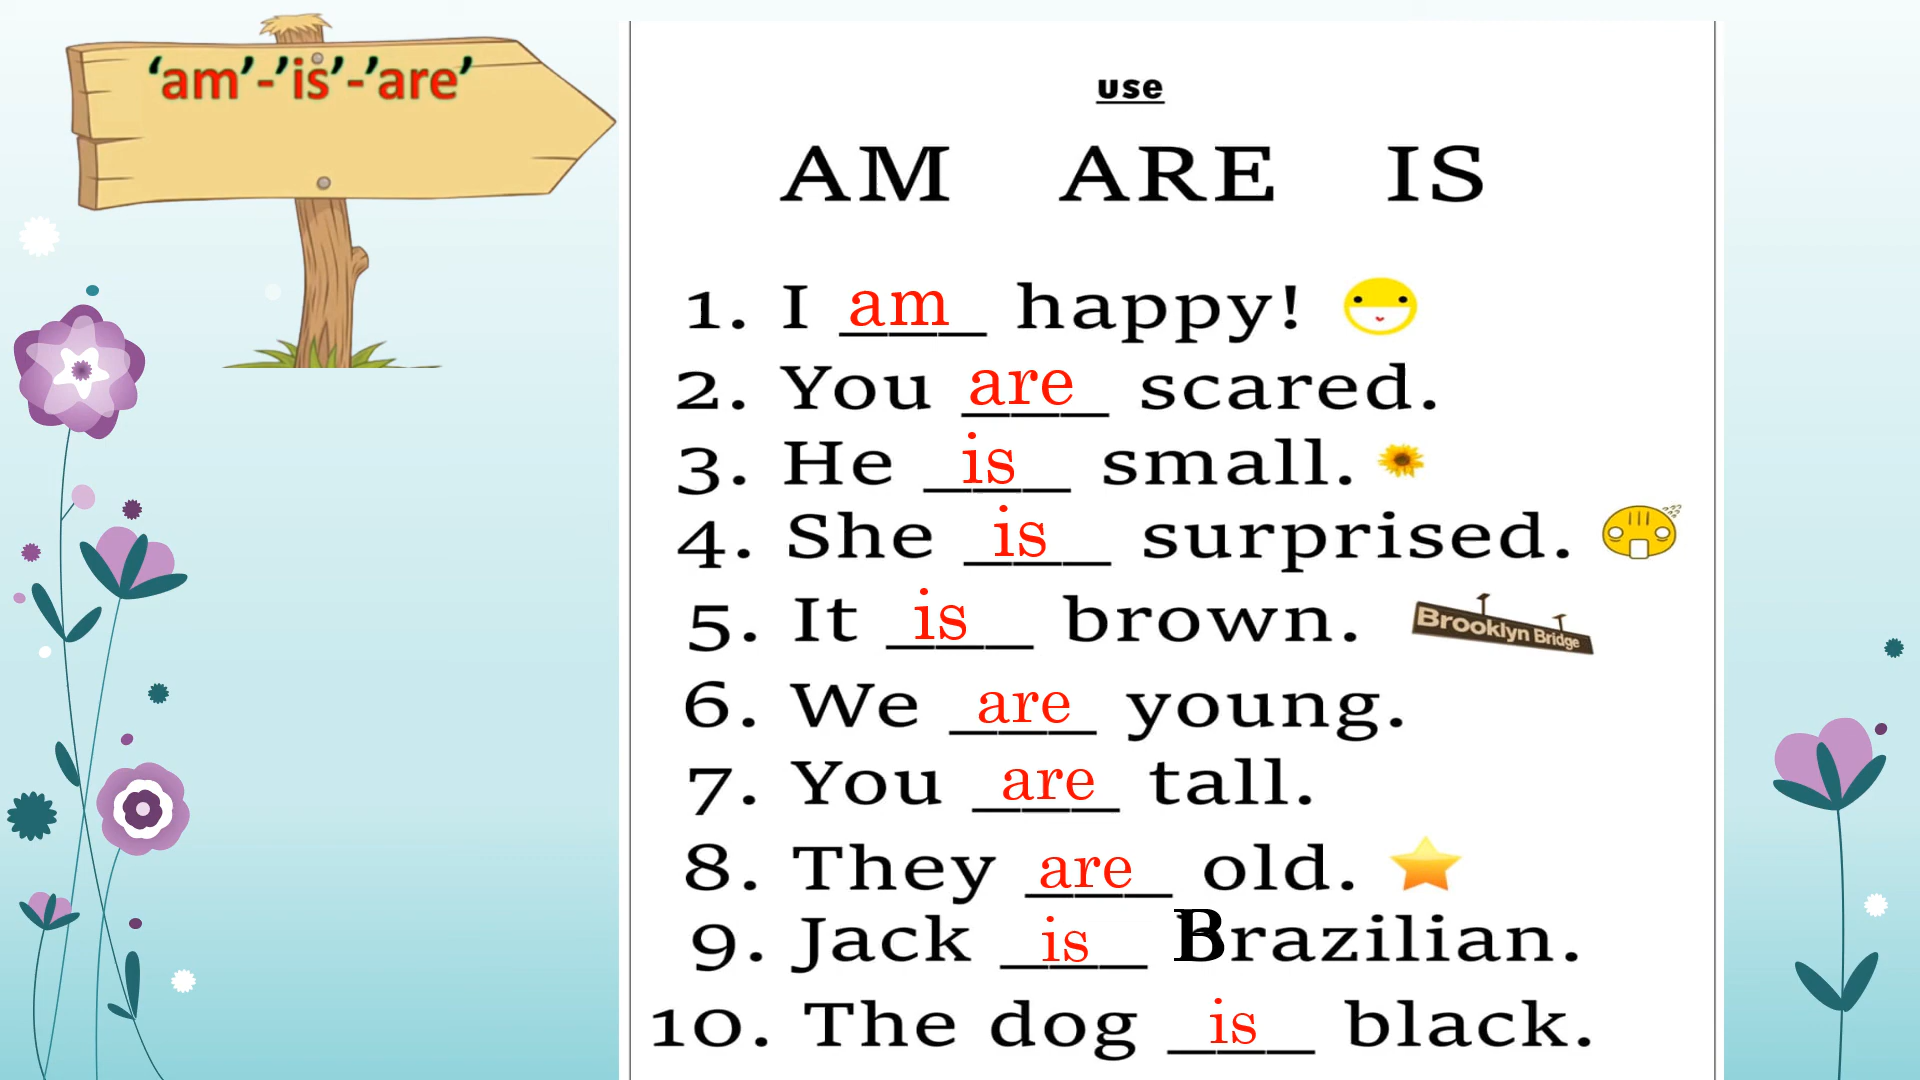 ‘am’-’is’-’are’
use
AM ARE IS
1. I am happy!
2. You are scared.
3. He is small.
4. She is surprised.
5. It is brown.
Brooklyn Bridge
6. We are young.
7. You are tall.
8. They are old.
9. Jack is Brazilian.
10. The dog is black.